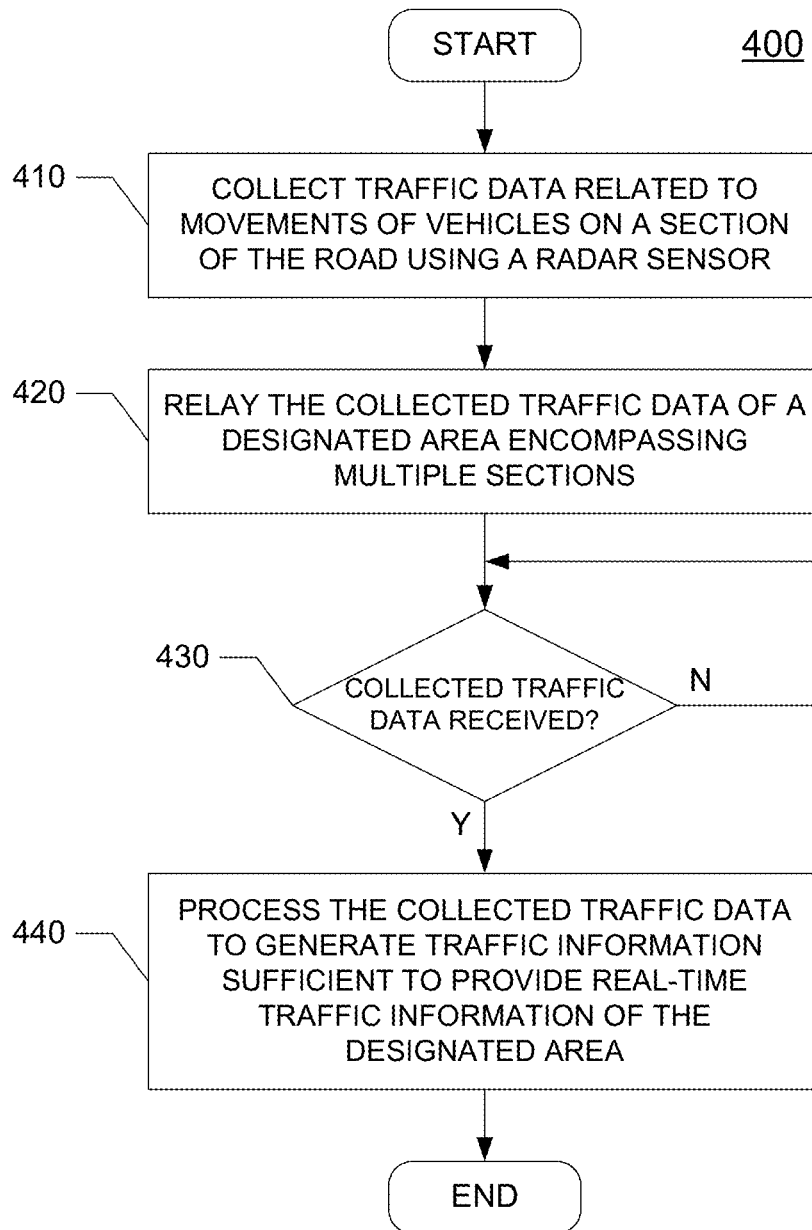 START
400
410
COLLECT TRAFFIC DATA RELATED TO
MOVEMENTS OF VEHICLES ON A SECTION
OF THE ROAD USING A RADAR SENSOR
420
RELAY THE COLLECTED TRAFFIC DATA OF A
DESIGNATED AREA ENCOMPASSING
MULTIPLE SECTIONS
430
COLLECTED TRAFFIC
DATA RECEIVED?
N
Y
440
PROCESS THE COLLECTED TRAFFIC DATA
TO GENERATE TRAFFIC INFORMATION
SUFFICIENT TO PROVIDE REAL-TIME
TRAFFIC INFORMATION OF THE
DESIGNATED AREA
END